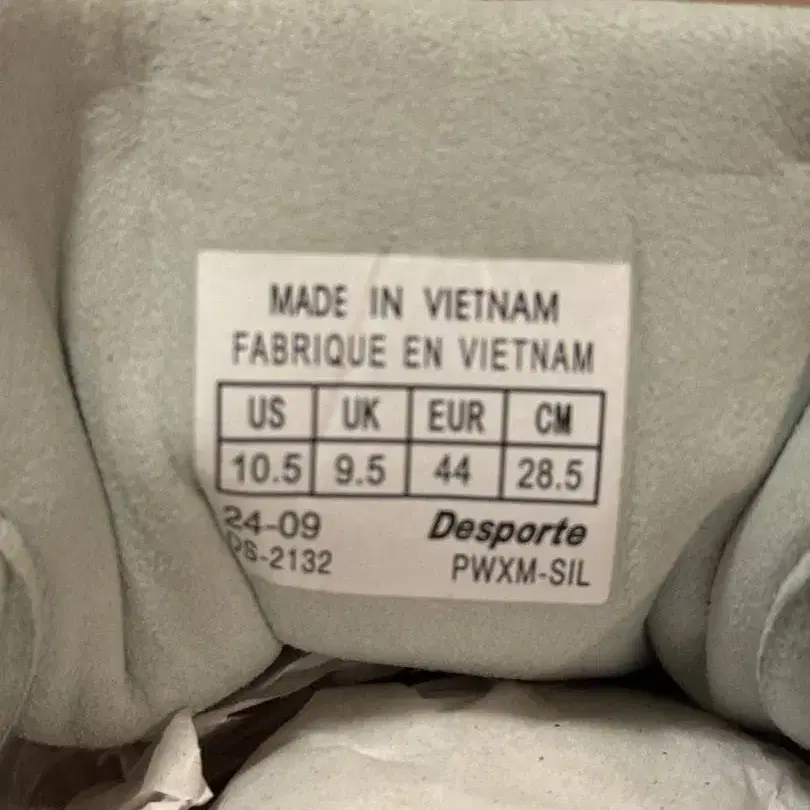 MADE IN VIETNAM
FABRIQUE EN VIETNAM
US UK EUR CM
10.5 9.5 44 28.5
24-09 Desporte
DS-2132 PWXM-SIL